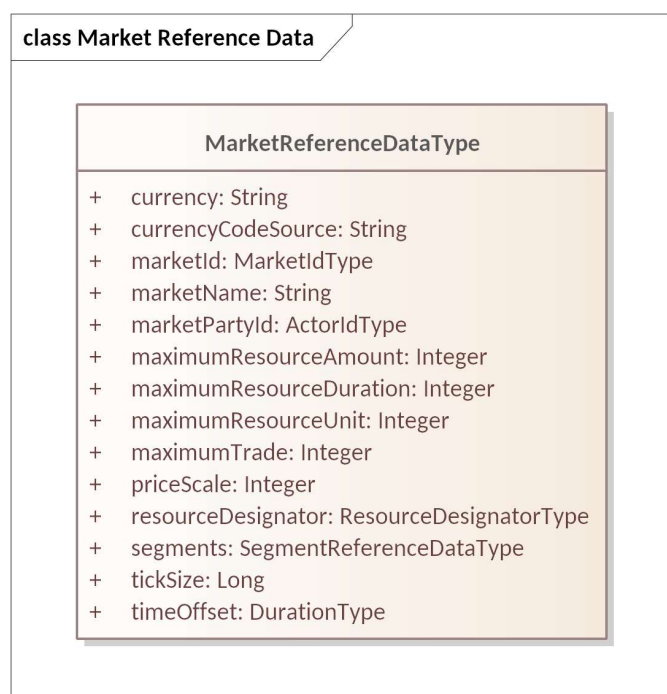 class Market Reference Data
MarketReferenceDataType
+ currency: String
+ currencyCodeSource: String
+ marketId: MarketIdType
+ marketName: String
+ marketPartyId: ActorIdType
+ maximumResourceAmount: Integer
+ maximumResourceDuration: Integer
+ maximumResourceUnit: Integer
+ maximumTrade: Integer
+ priceScale: Integer
+ resourceDesignator: ResourceDesignatorType
+ segments: SegmentReferenceDataType
+ tickSize: Long
+ timeOffset: DurationType